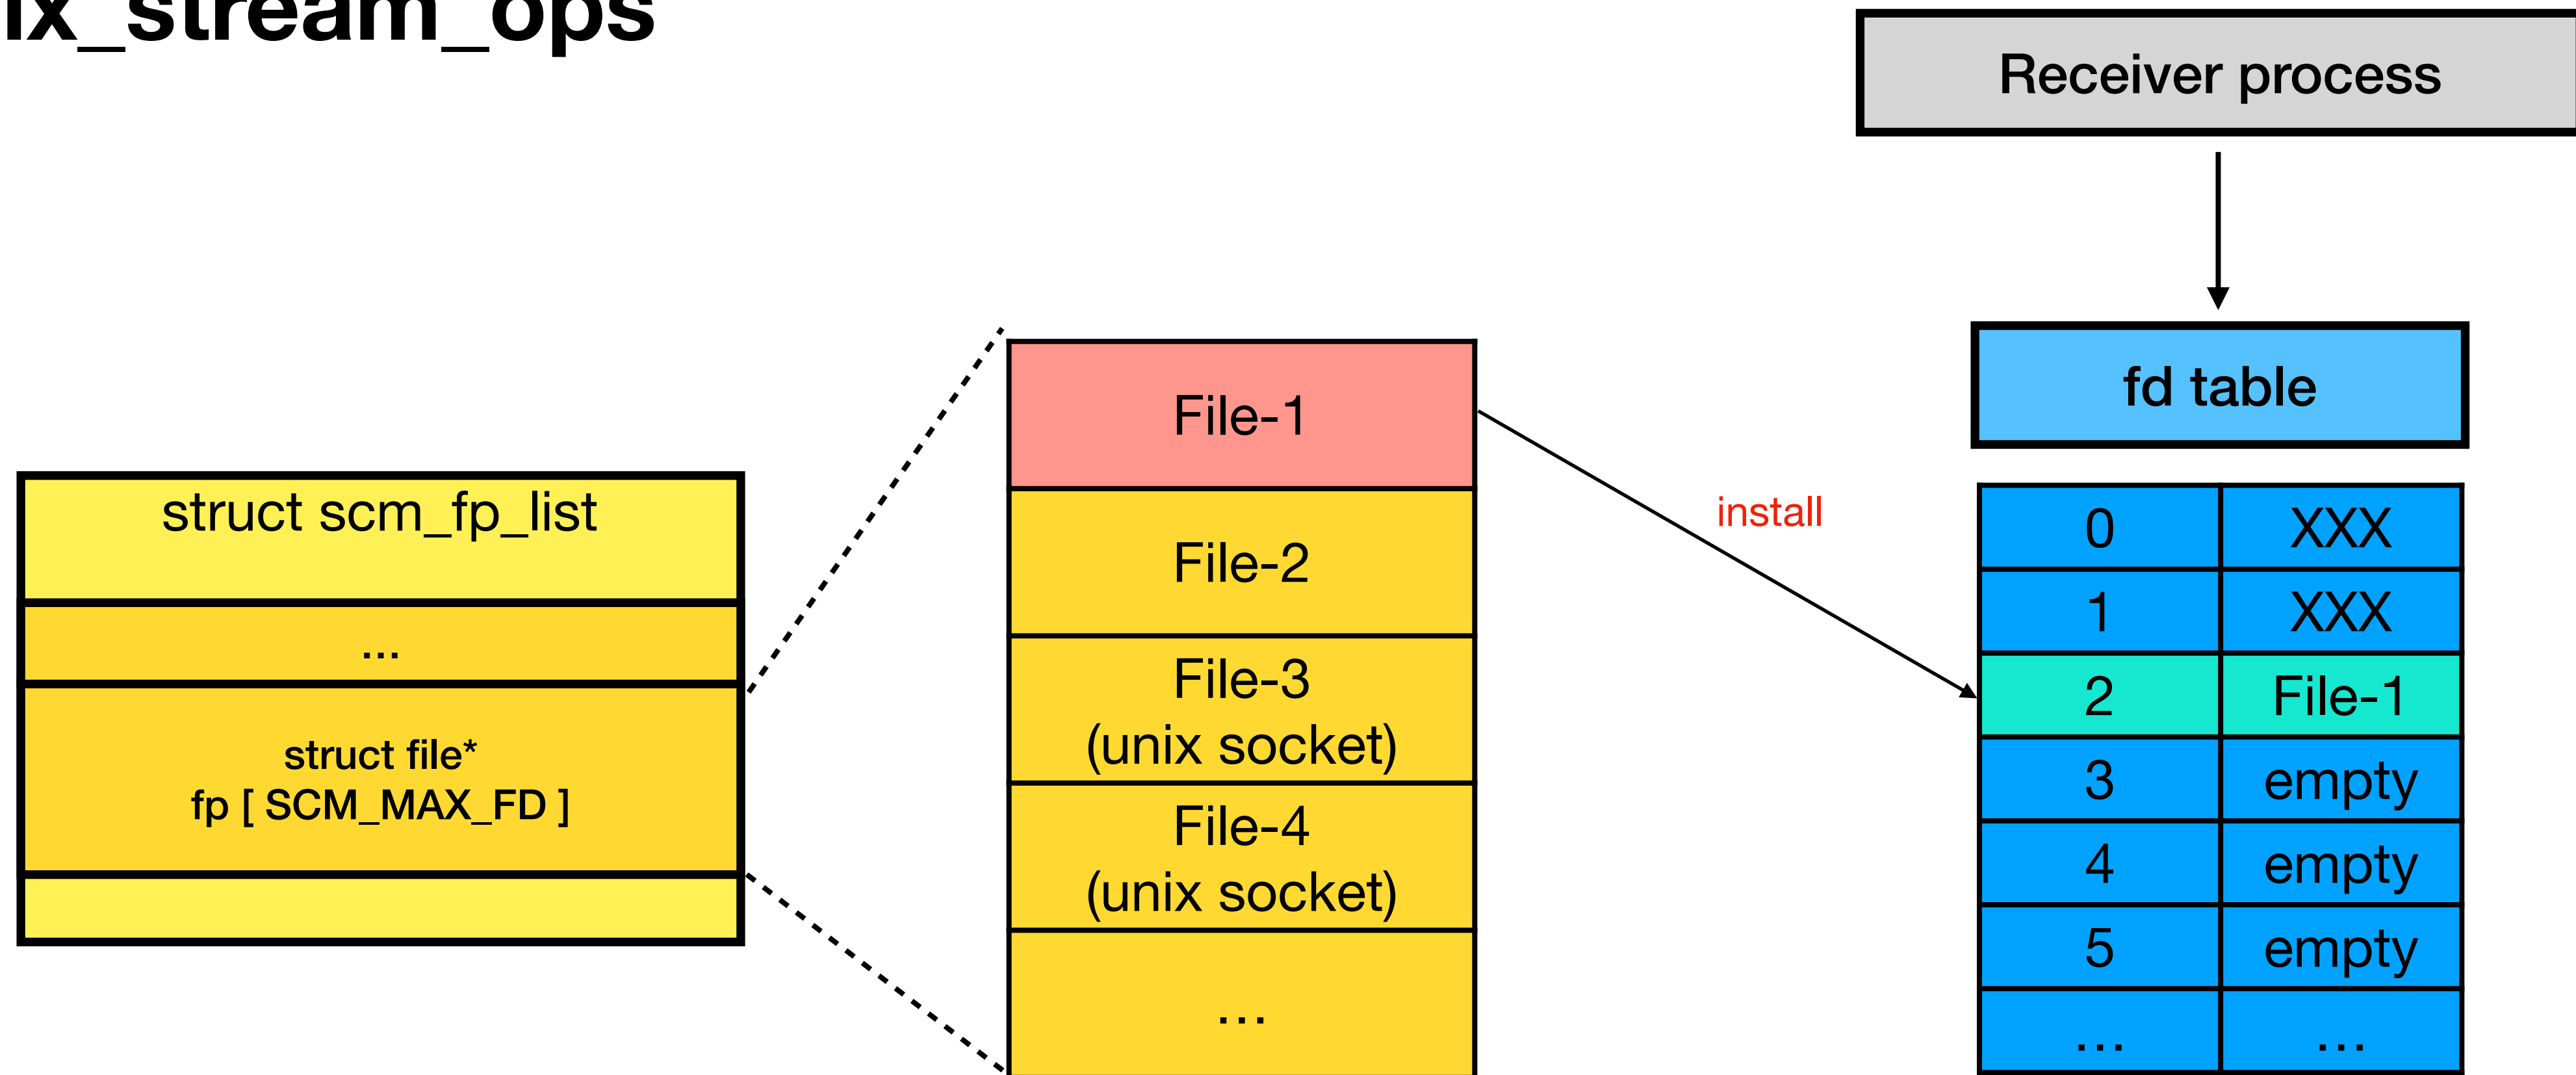 ix_stream_ops
Receiver process
fd table
struct scm_fp_list
...
struct file*
fp [ SCM_MAX_FD ]
File-1
File-2
File-3
(unix socket)
File-4
(unix socket)
...
install
0 XXX
1 XXX
2 File-1
3 empty
4 empty
5 empty
... ...